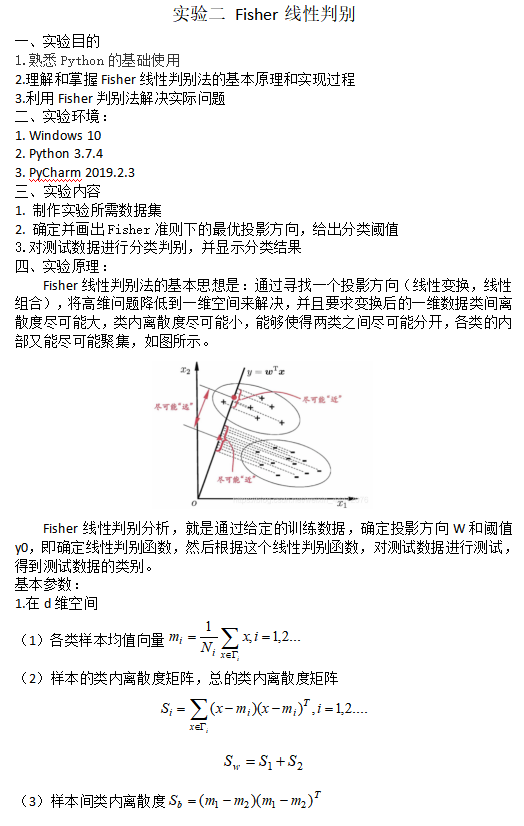 实验二 Fisher 线性判别
一、实验目的
1. 熟悉 Python 的基础使用
2.理解和掌握 Fisher 线性判别法的基本原理和实现过程
3.利用 Fisher 判别法解决实际问题
二、实验环境：
1. Windows 10
2. Python 3.7.4
3. PyCharm 2019.2.3
三、实验内容
1. 制作实验所需数据集
2. 确定并画出 Fisher 准则下的最优投影方向，给出分类阈值
3. 对测试数据进行分类判别，并显示分类结果
四、实验原理：
Fisher 线性判别法的基本思想是：通过寻找一个投影方向（线性变换，线性
组合），将高维问题降低到一维空间来解决，并且要求变换后的一维数据类间离
散度尽可能大，类内离散度尽可能小，能够使得两类之间尽可能分开，各类的内
部又能尽可能聚集，如图所示。
x₂
y = wᵀx
尽可能“近”
尽可能“远”
尽可能“近”
0
x₁
Fisher 线性判别分析，就是通过给定的训练数据，确定投影方向 W 和阈值
y0，即确定线性判别函数，然后根据这个线性判别函数，对测试数据进行测试，
得到测试数据的类别。
基本参数：
1.在 d 维空间
（1）各类样本均值向量 mᵢ = 1/Nᵢ ∑_{x∈Γᵢ} x, i = 1,2...
（2）样本的类内离散度矩阵，总的类内离散度矩阵
Sᵢ = ∑_{x∈Γᵢ} (x−mᵢ)(x−mᵢ)ᵀ, i = 1,2....
S_w = S₁ + S₂
（3）样本间类内离散度 S_b = (m₁ − m₂)(m₁ − m₂)ᵀ